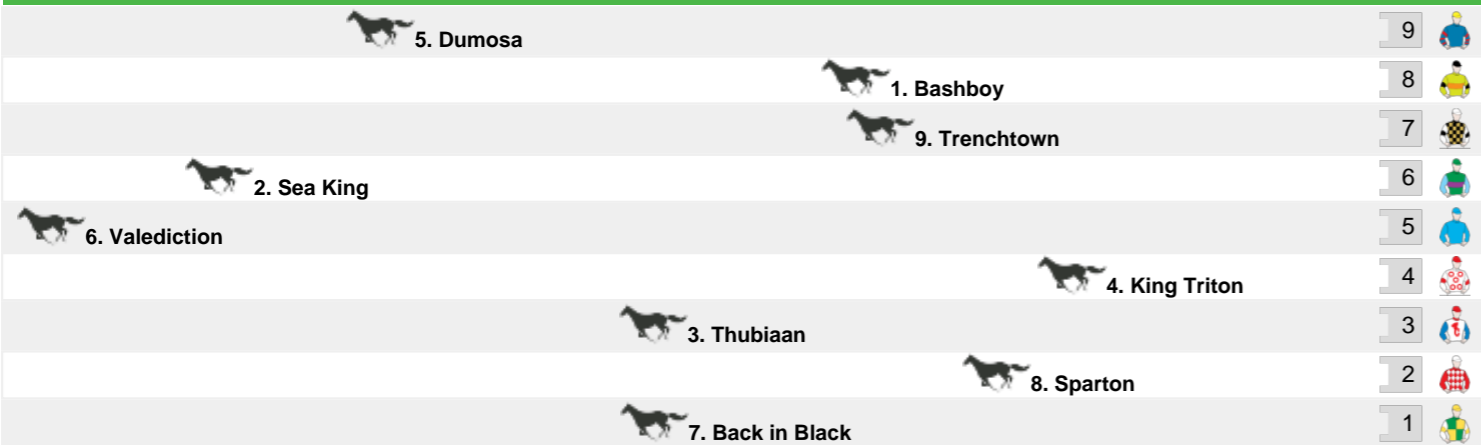 5. Dumosa 9
1. Bashboy 8
9. Trenchtown 7
2. Sea King 6
6. Valediction 5
4. King Triton 4
3. Thubiaan 3
8. Sparton 2
7. Back in Black 1